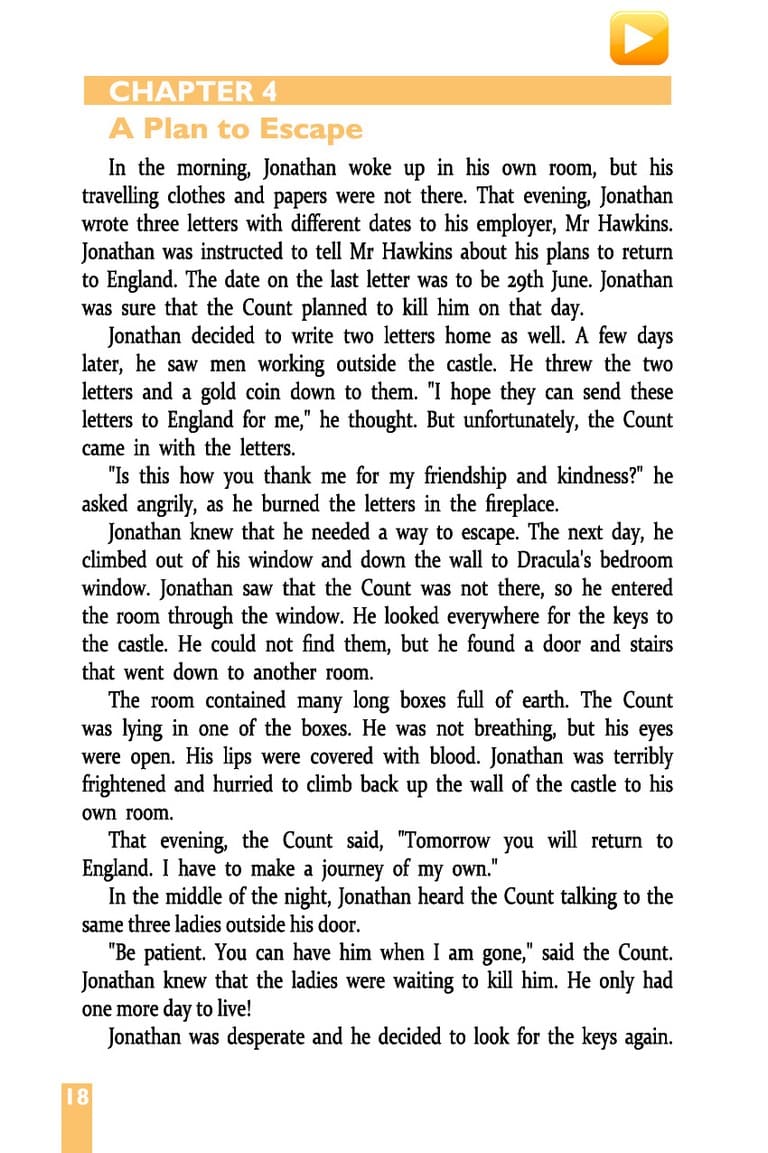 CHAPTER 4
A Plan to Escape
In the morning, Jonathan woke up in his own room, but his
travelling clothes and papers were not there. That evening, Jonathan
wrote three letters with different dates to his employer, Mr Hawkins.
Jonathan was instructed to tell Mr Hawkins about his plans to return
to England. The date on the last letter was to be 29th June. Jonathan
was sure that the Count planned to kill him on that day.
Jonathan decided to write two letters home as well. A few days
later, he saw men working outside the castle. He threw the two
letters and a gold coin down to them. "I hope they can send these
letters to England for me," he thought. But unfortunately, the Count
came in with the letters.
"Is this how you thank me for my friendship and kindness?" he
asked angrily, as he burned the letters in the fireplace.
Jonathan knew that he needed a way to escape. The next day, he
climbed out of his window and down the wall to Dracula's bedroom
window. Jonathan saw that the Count was not there, so he entered
the room through the window. He looked everywhere for the keys to
the castle. He could not find them, but he found a door and stairs
that went down to another room.
The room contained many long boxes full of earth. The Count
was lying in one of the boxes. He was not breathing, but his eyes
were open. His lips were covered with blood. Jonathan was terribly
frightened and hurried to climb back up the wall of the castle to his
own room.
That evening, the Count said, "Tomorrow you will return to
England. I have to make a journey of my own."
In the middle of the night, Jonathan heard the Count talking to the
same three ladies outside his door.
"Be patient. You can have him when I am gone," said the Count.
Jonathan knew that the ladies were waiting to kill him. He only had
one more day to live!
Jonathan was desperate and he decided to look for the keys again.
18